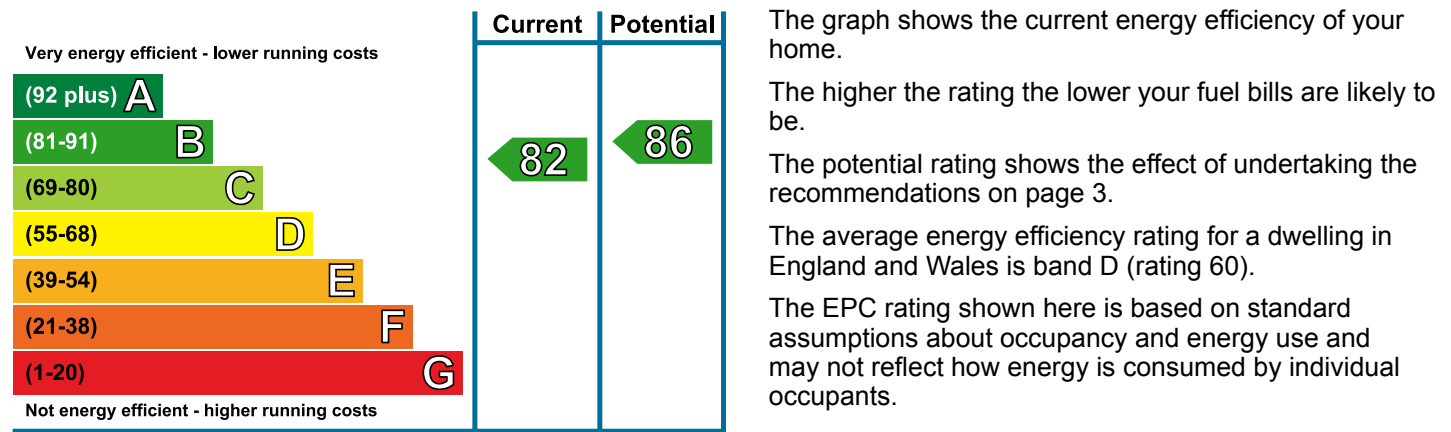 Current Potential
Very energy efficient - lower running costs
(92 plus) A
(81-91) B
(69-80) C
(55-68) D
(39-54) E
(21-38) F
(1-20) G
Not energy efficient - higher running costs
82
86
The graph shows the current energy efficiency of your
home.
The higher the rating the lower your fuel bills are likely to
be.
The potential rating shows the effect of undertaking the
recommendations on page 3.
The average energy efficiency rating for a dwelling in
England and Wales is band D (rating 60).
The EPC rating shown here is based on standard
assumptions about occupancy and energy use and
may not reflect how energy is consumed by individual
occupants.